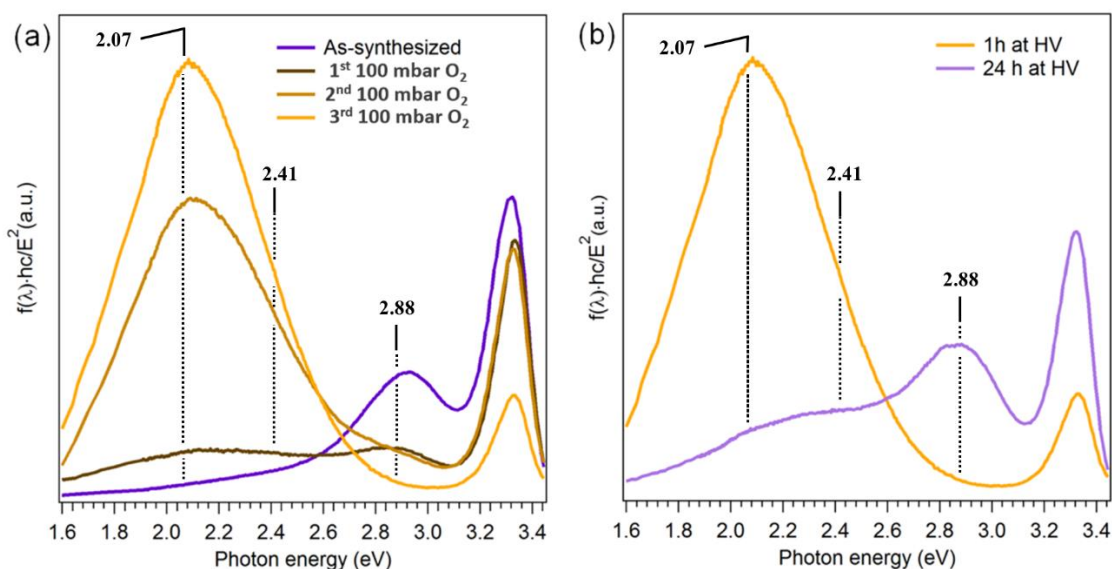 (a)
2.07
As-synthesized
1st 100 mbar O2
2nd 100 mbar O2
3rd 100 mbar O2
2.41
2.88
f(λ)·hc/E²(a.u.)
1.6 1.8 2.0 2.2 2.4 2.6 2.8 3.0 3.2 3.4
Photon energy (eV)
(b)
2.07
1h at HV
24 h at HV
2.41
2.88
f(λ)·hc/E²(a.u.)
1.6 1.8 2.0 2.2 2.4 2.6 2.8 3.0 3.2 3.4
Photon energy (eV)